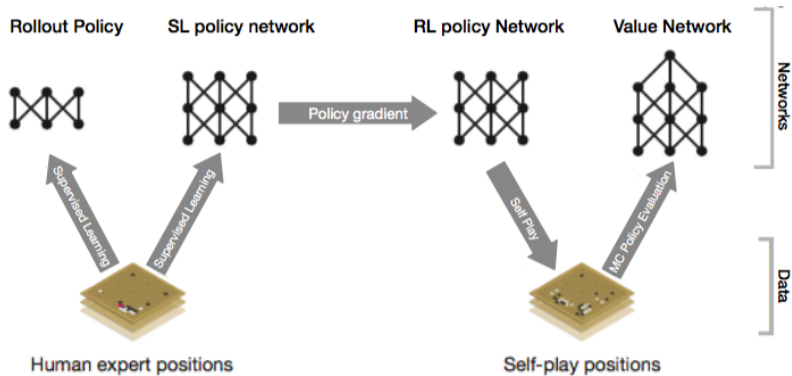 Rollout Policy
SL policy network
RL policy Network
Value Network
Networks
Policy gradient
Supervised Learning
Supervised Learning
Self Play
MC Policy Evaluation
Data
Human expert positions
Self-play positions